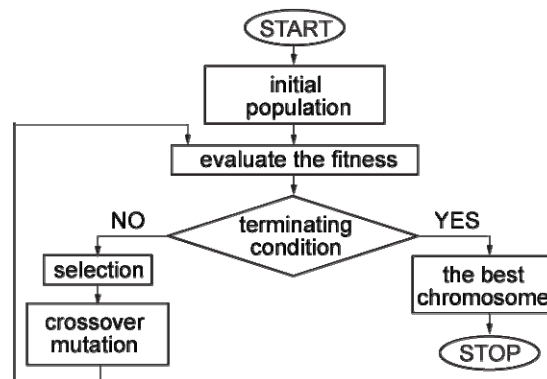 START
initial
population
evaluate the fitness
NO
terminating
condition
YES
selection
the best
chromosome
crossover
mutation
STOP